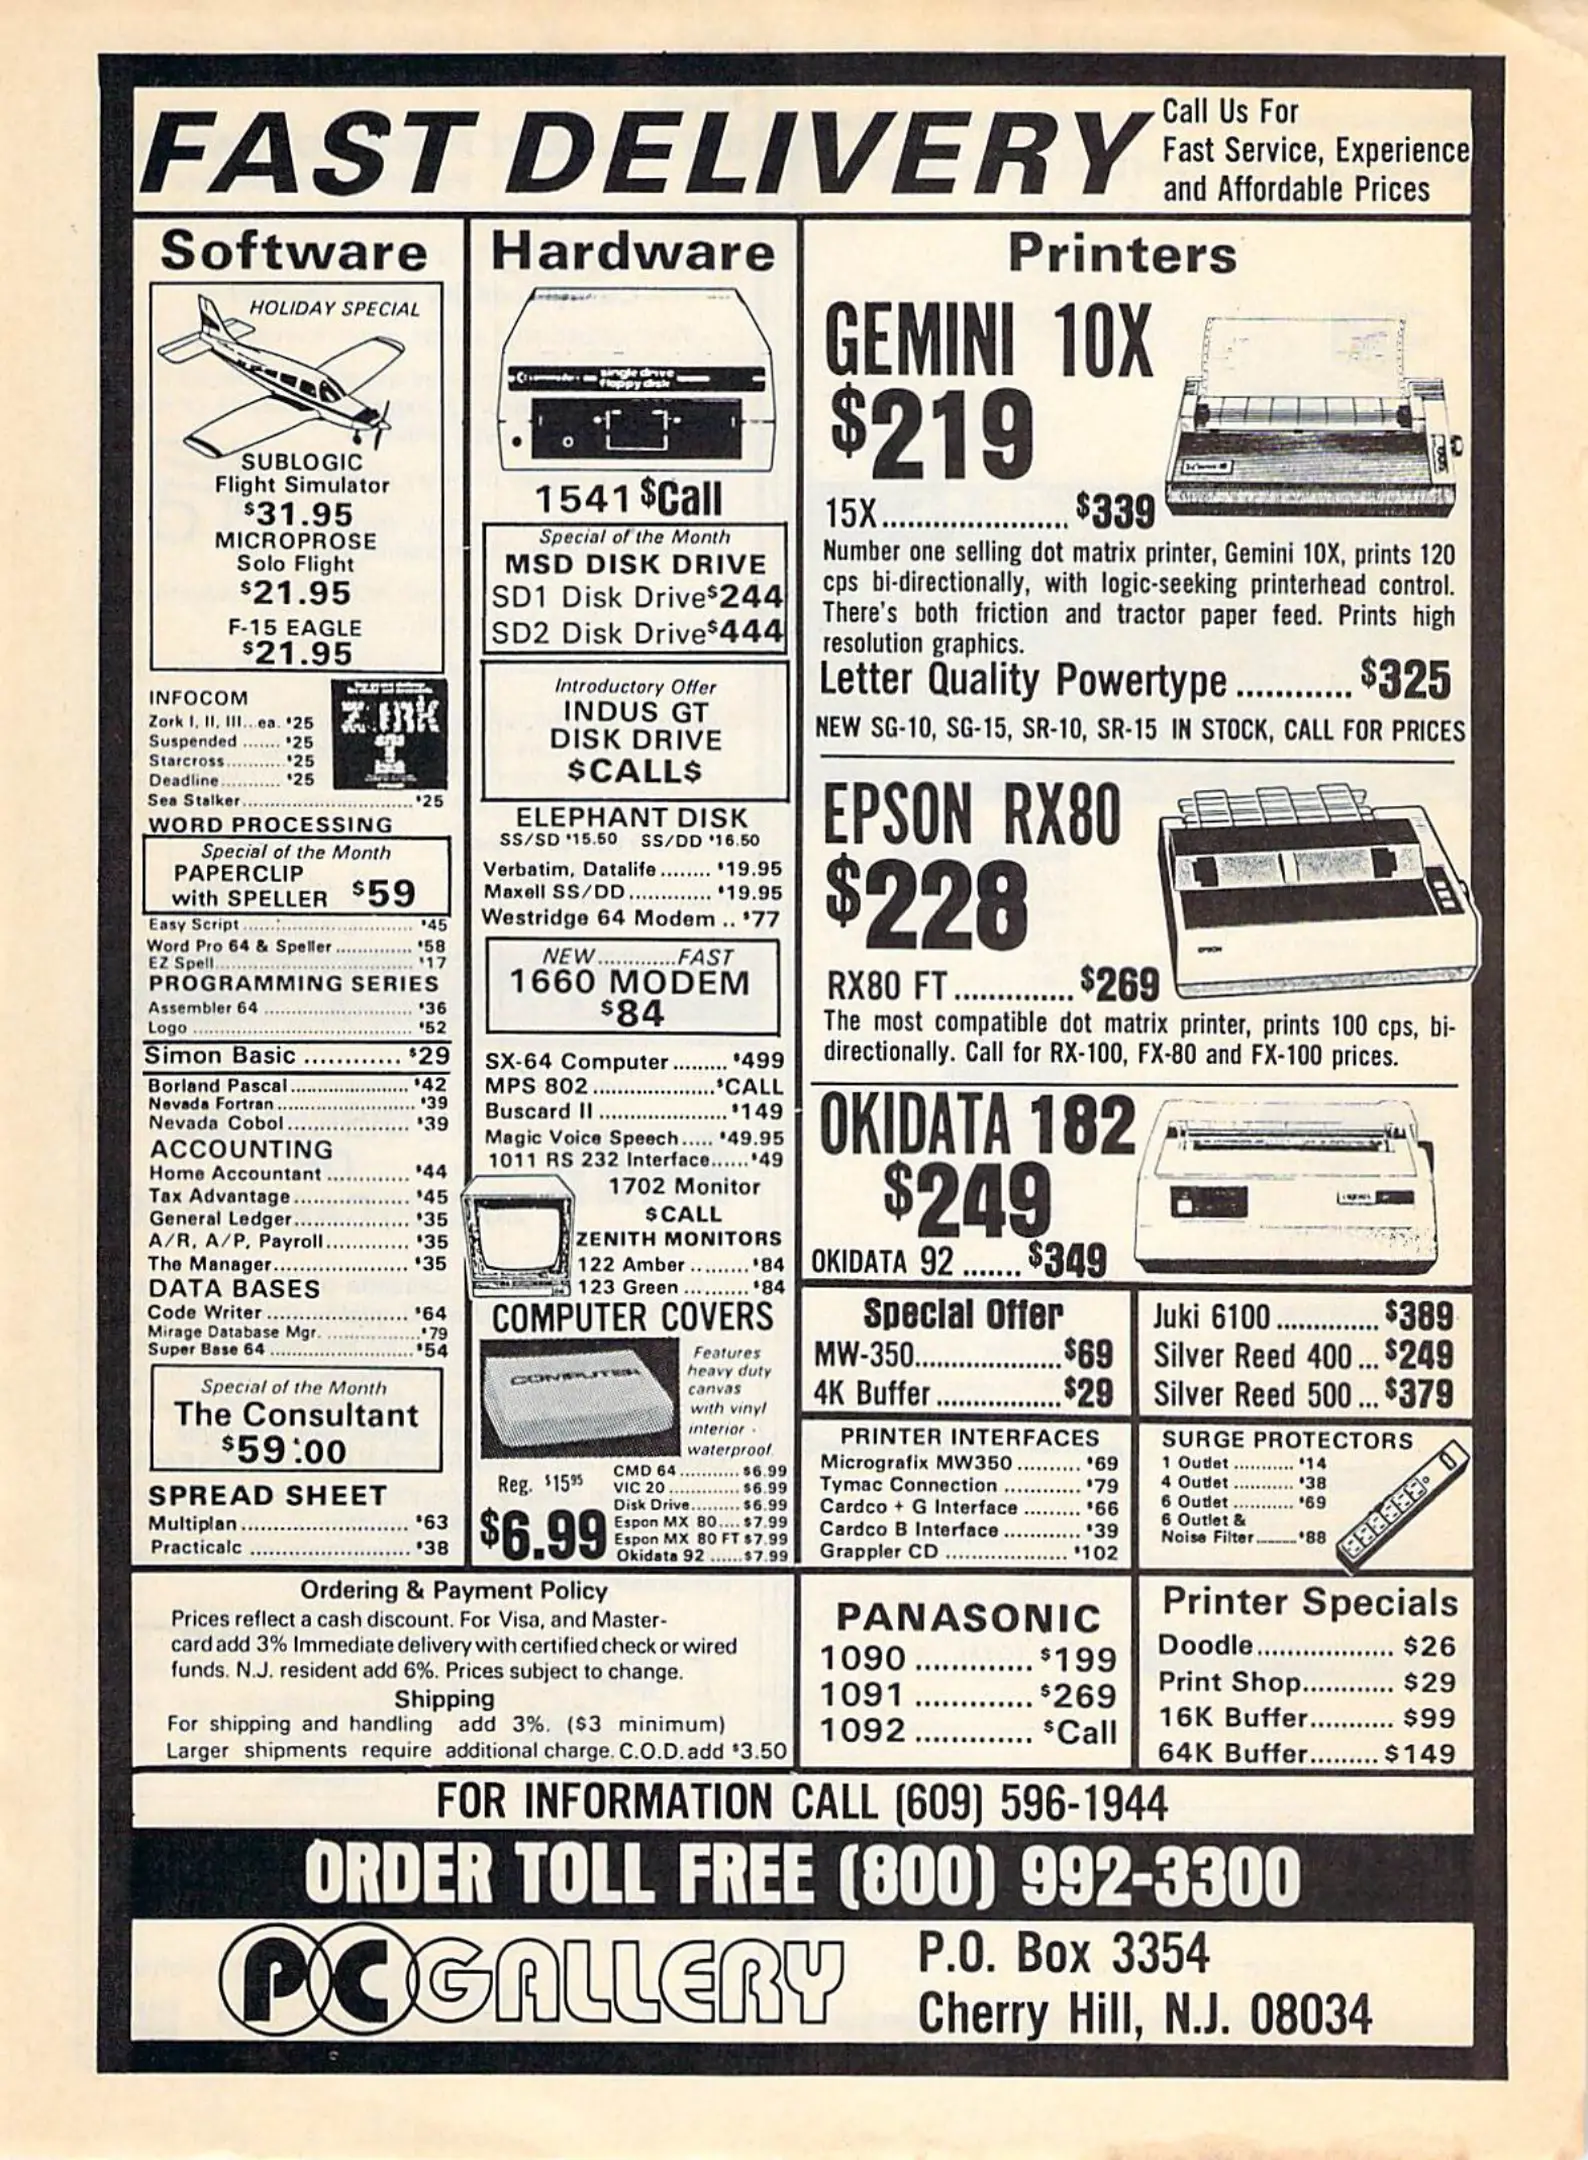 FAST DELIVERY
Call Us For
Fast Service, Experience
and Affordable Prices
Software
HOLIDAY SPECIAL
SUBLOGIC
Flight Simulator
$31.95
MICROPROSE
Solo Flight
$21.95
F-15 EAGLE
$21.95
INFOCOM
Zork I, II, III...ea. $25
Suspended ....... $25
Starcross........... $25
Deadline........... $25
Sea Stalker.............................. $25
ZORK
WORD PROCESSING
Special of the Month
PAPERCLIP
with SPELLER $59
Easy Script ............................... $45
Word Pro 64 & Speller .............. $58
EZ Spell.................................... $17
PROGRAMMING SERIES
Assembler 64 ........................... $36
Logo ........................................ $52
Simon Basic ............ $29
Borland Pascal...................... $42
Nevada Fortran .......................... $39
Nevada Cobol................... $39
ACCOUNTING
Home Accountant ............. $44
Tax Advantage.................. $45
General Ledger.................. $35
A/R, A/P, Payroll............. $35
The Manager..................... $35
DATA BASES
Code Writer ....................... $64
Mirage Database Mgr. ................ $79
Super Base 64 .......................... $54
Special of the Month
The Consultant
$59.00
SPREAD SHEET
Multiplan .......................... $63
Practicalc ......................... $38
Hardware
commodore single drive floppy disk
1541 $Call
Special of the Month
MSD DISK DRIVE
SD1 Disk Drive $244
SD2 Disk Drive $444
Introductory Offer
INDUS GT
DISK DRIVE
$CALL$
ELEPHANT DISK
SS/SD $15.50 SS/DD $16.50
Verbatim, Datalife ........ $19.95
Maxell SS/DD ............. $19.95
Westridge 64 Modem .. $77
NEW.............FAST
1660 MODEM
$84
SX-64 Computer ......... $499
MPS 802 .................... $CALL
Buscard II ...................... $149
Magic Voice Speech ..... $49.95
1011 RS 232 Interface...... $49
1702 Monitor
$CALL
ZENITH MONITORS
122 Amber .......... $84
123 Green ........... $84
COMPUTER COVERS
COMPUTER
Features
heavy duty
canvas
with vinyl
interior -
waterproof.
Reg. $15.95
$6.99
CMD 64 ........... $6.99
VIC 20 ............. $6.99
Disk Drive......... $6.99
Espon MX 80.... $7.99
Espon MX 80 FT $7.99
Okidata 92 ...... $7.99
Printers
GEMINI 10X
$219
15X...................... $339
Number one selling dot matrix printer, Gemini 10X, prints 120
cps bi-directionally, with logic-seeking printerhead control.
There's both friction and tractor paper feed. Prints high
resolution graphics.
Letter Quality Powertype ............ $325
NEW SG-10, SG-15, SR-10, SR-15 IN STOCK, CALL FOR PRICES
EPSON RX80
$228
EPSON
RX80 FT .............. $269
The most compatible dot matrix printer, prints 100 cps, bi-
directionally. Call for RX-100, FX-80 and FX-100 prices.
OKIDATA 182
$249
OKIDATA 92 ....... $349
Special Offer
MW-350..................... $69
4K Buffer .................. $29
Juki 6100 .............. $389
Silver Reed 400 ... $249
Silver Reed 500 ... $379
PRINTER INTERFACES
Micrografix MW350 .......... $69
Tymac Connection ............ $79
Cardco + G Interface ......... $66
Cardco B Interface ............ $39
Grappler CD ................... $102
SURGE PROTECTORS
1 Outlet ............ $14
4 Outlet ............ $38
6 Outlet ............ $69
6 Outlet &
Noise Filter ........ $88
Ordering & Payment Policy
Prices reflect a cash discount. For Visa, and Master-
card add 3% Immediate delivery with certified check or wired
funds. N.J. resident add 6%. Prices subject to change.
Shipping
For shipping and handling add 3%. ($3 minimum)
Larger shipments require additional charge. C.O.D. add $3.50
PANASONIC
1090 ............. $199
1091 ............. $269
1092 ............. $Call
Printer Specials
Doodle.................. $26
Print Shop............ $29
16K Buffer........... $99
64K Buffer......... $149
FOR INFORMATION CALL (609) 596-1944
ORDER TOLL FREE (800) 992-3300
PC GALLERY
P.O. Box 3354
Cherry Hill, N.J. 08034